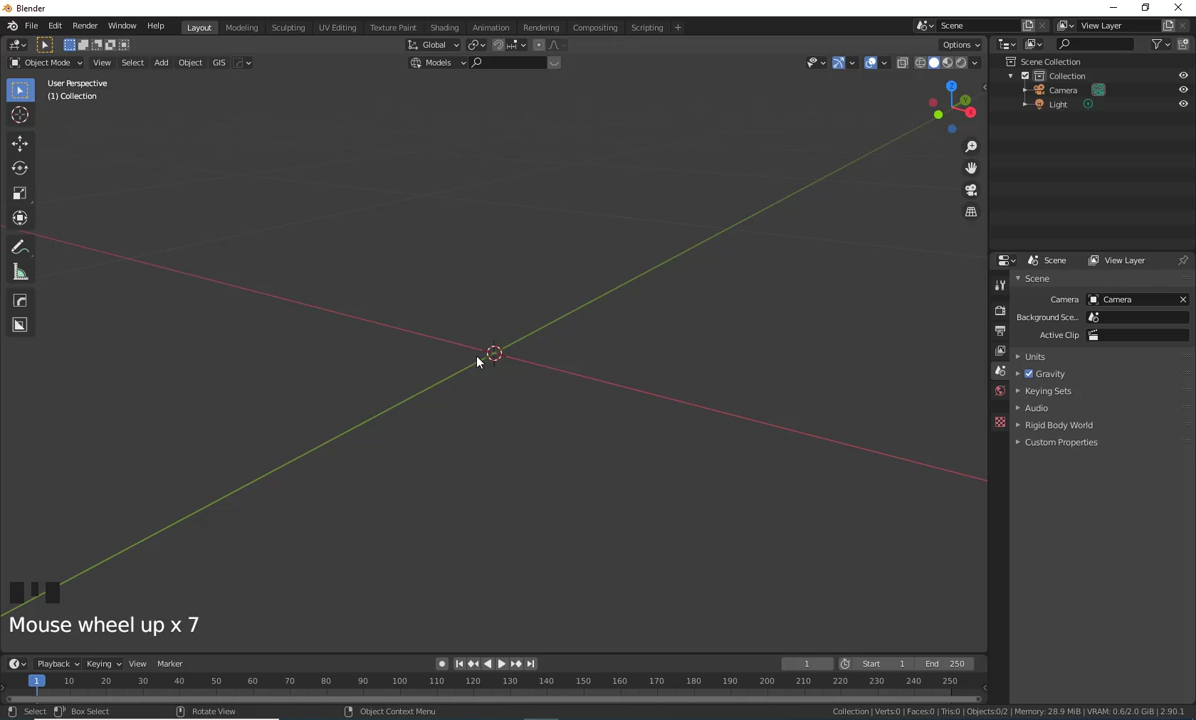 Blender
File Edit Render Window Help Layout Modeling Sculpting UV Editing Texture Paint Shading Animation Rendering Compositing Scripting + Scene View Layer
Global Options
Object Mode View Select Add Object GIS Models
User Perspective
(1) Collection
Z
Y
X
Scene Collection
Collection
Camera
Light
Scene View Layer
Scene
Camera Camera
Background Sce...
Active Clip
Units
Gravity
Keying Sets
Audio
Rigid Body World
Custom Properties
Mouse wheel up x 7
Playback Keying View Marker 1 Start 1 End 250
1 10 20 30 40 50 60 70 80 90 100 110 120 130 140 150 160 170 180 190 200 210 220 230 240 250
Select Box Select Rotate View Object Context Menu Collection | Verts:0 | Faces:0 | Tris:0 | Objects:0/2 | Memory: 28.9 MiB | VRAM: 0.6/2.0 GiB | 2.90.1